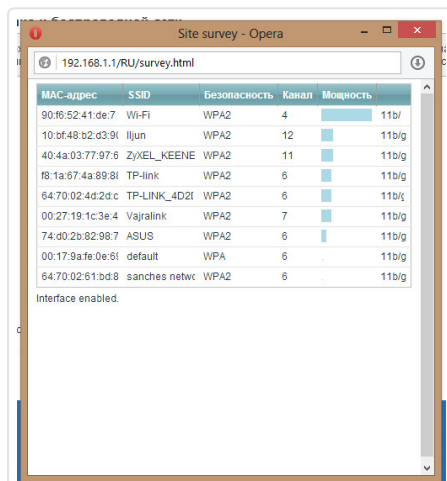 Site survey - Opera
192.168.1.1/RU/survey.html
MAC-адрес SSID Безопасность Канал Мощность
90:f6:52:41:de:7 Wi-Fi WPA2 4 11b/
10:bf:48:b2:d3:9( Iljun WPA2 12 11b/g
40:4a:03:77:97:6 ZyXEL_KEENE WPA2 11 11b/g
f8:1a:67:4a:89:88 TP-link WPA2 6 11b/g
64:70:02:4d:2d:c TP-LINK_4D2D WPA2 6 11b/g
00:27:19:1c:3e:4 Vajralink WPA2 7 11b/g
74:d0:2b:82:98:7 ASUS WPA2 6 11b/g
00:17:9a:fe:0e:69 default WPA 6 11b/g
64:70:02:61:bd:8 sanches netwo WPA2 6 11b/g
Interface enabled.